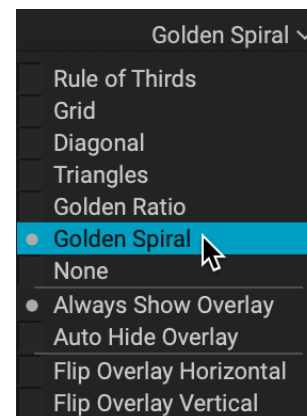 Golden Spiral
Rule of Thirds
Grid
Diagonal
Triangles
Golden Ratio
Golden Spiral
None
Always Show Overlay
Auto Hide Overlay
Flip Overlay Horizontal
Flip Overlay Vertical